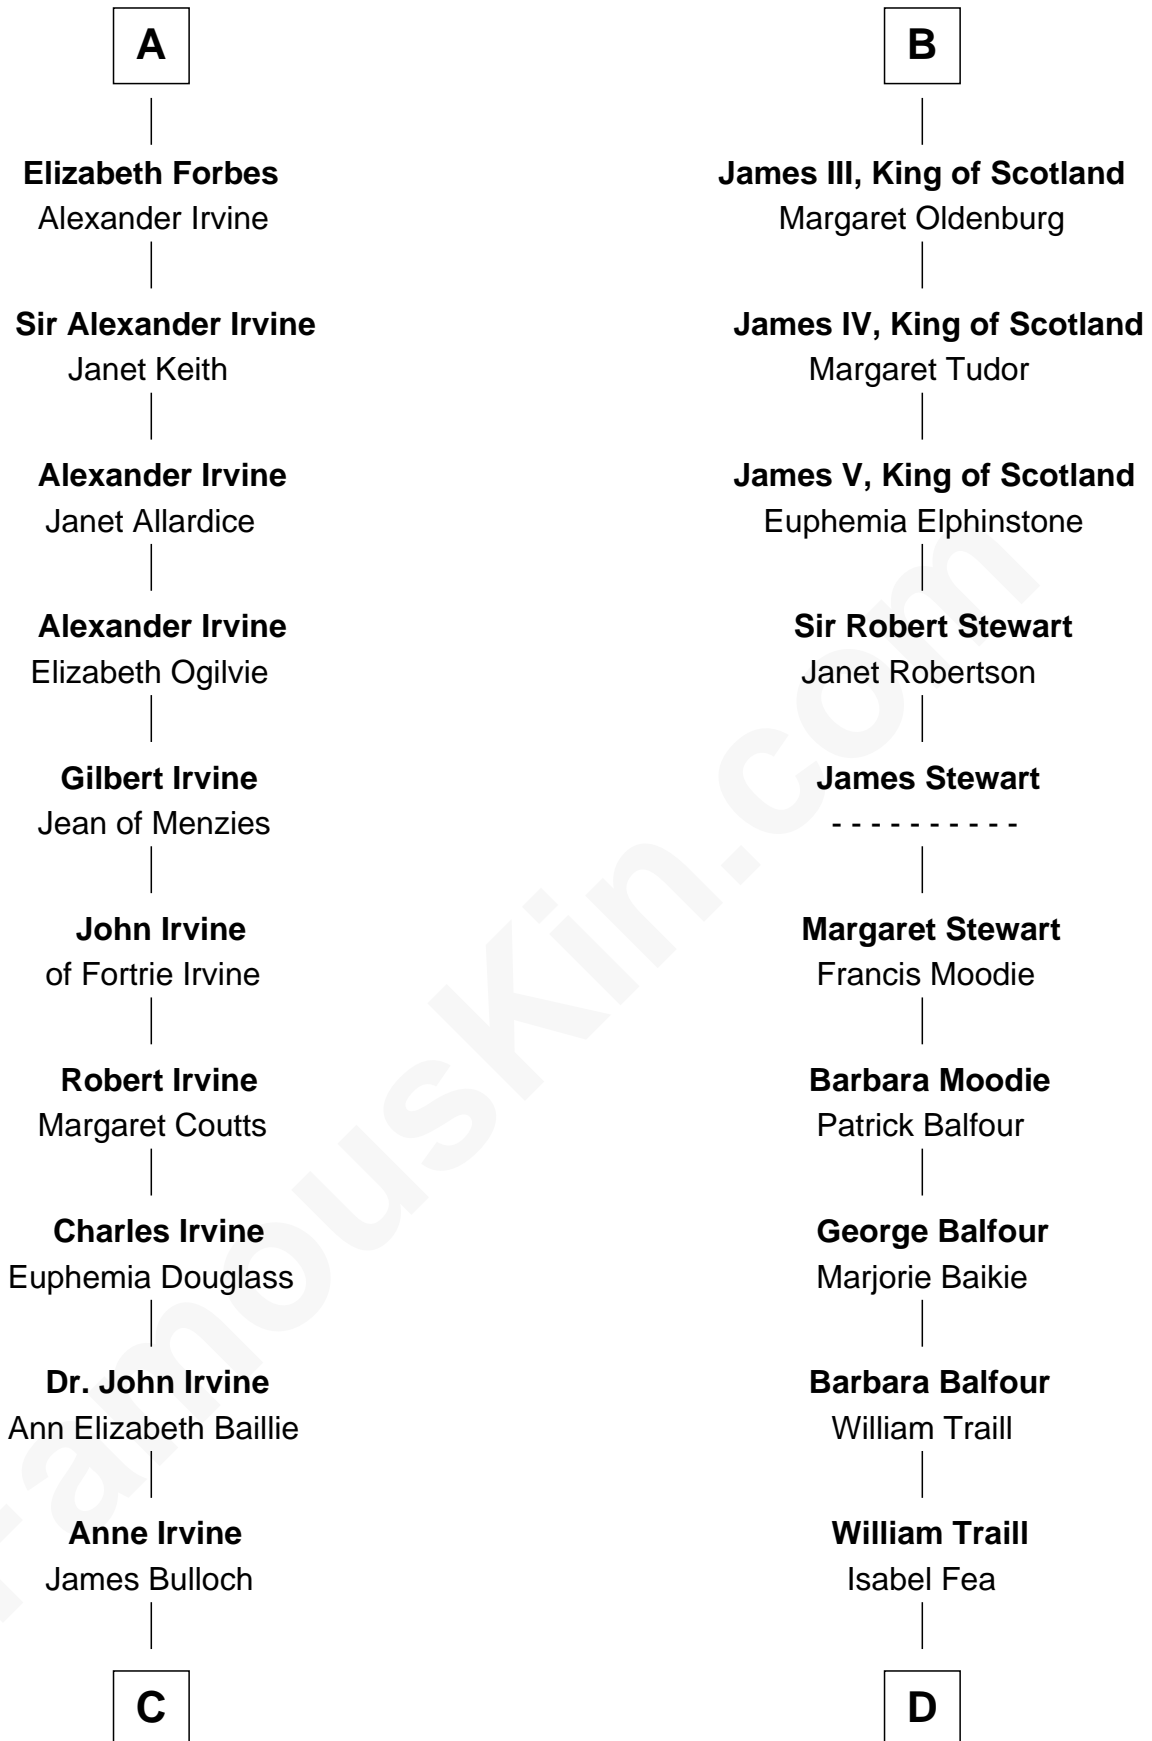 A
Elizabeth Forbes
Alexander Irvine
Sir Alexander Irvine
Janet Keith
Alexander Irvine
Janet Allardice
Alexander Irvine
Elizabeth Ogilvie
Gilbert Irvine
Jean of Menzies
John Irvine
of Fortrie Irvine
Robert Irvine
Margaret Coutts
Charles Irvine
Euphemia Douglass
Dr. John Irvine
Ann Elizabeth Baillie
Anne Irvine
James Bulloch
C
B
James III, King of Scotland
Margaret Oldenburg
James IV, King of Scotland
Margaret Tudor
James V, King of Scotland
Euphemia Elphinstone
Sir Robert Stewart
Janet Robertson
James Stewart
- - - - - - - - - -
Margaret Stewart
Francis Moodie
Barbara Moodie
Patrick Balfour
George Balfour
Marjorie Baikie
Barbara Balfour
William Traill
William Traill
Isabel Fea
D
FamousKin.com